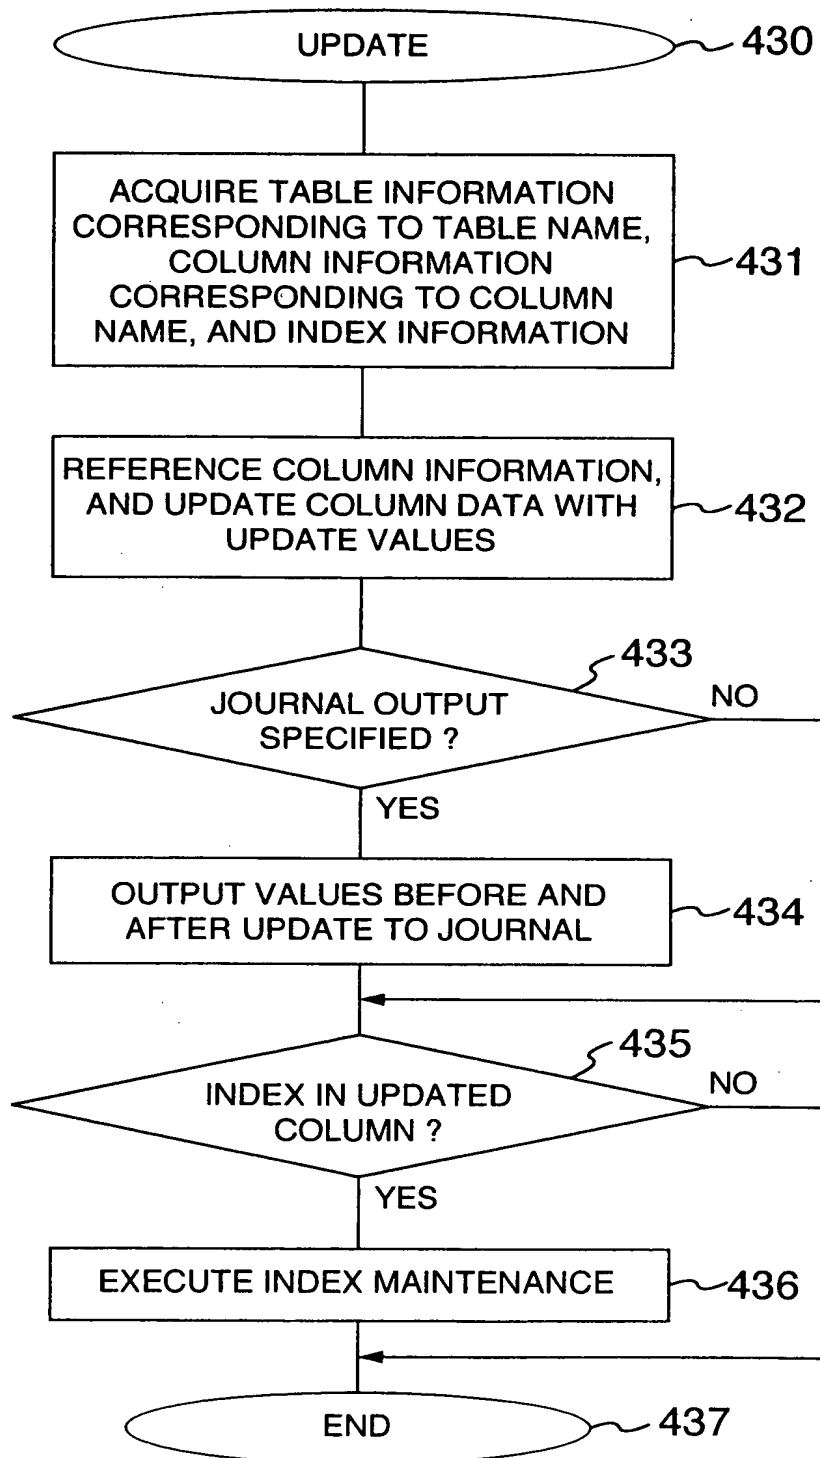 UPDATE
430
ACQUIRE TABLE INFORMATION
CORRESPONDING TO TABLE NAME,
COLUMN INFORMATION
CORRESPONDING TO COLUMN
NAME, AND INDEX INFORMATION
431
REFERENCE COLUMN INFORMATION,
AND UPDATE COLUMN DATA WITH
UPDATE VALUES
432
433
JOURNAL OUTPUT
SPECIFIED ?
NO
YES
OUTPUT VALUES BEFORE AND
AFTER UPDATE TO JOURNAL
434
435
INDEX IN UPDATED
COLUMN ?
NO
YES
EXECUTE INDEX MAINTENANCE
436
END
437